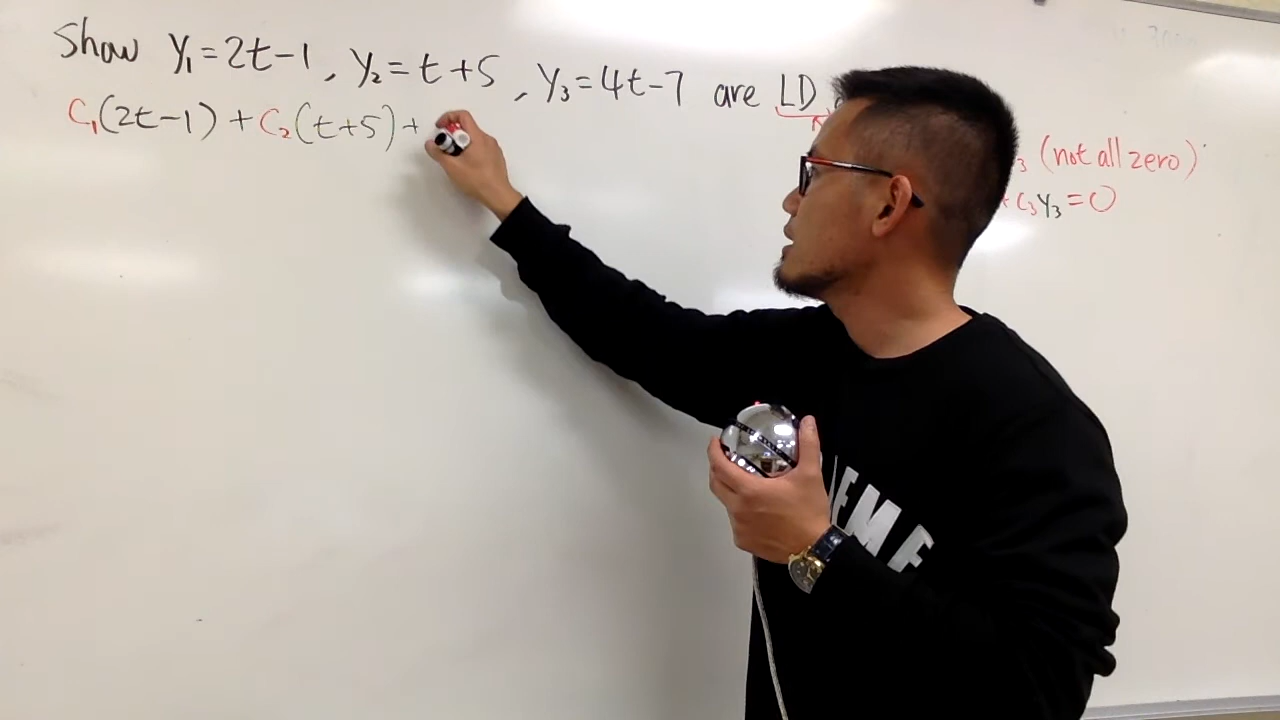 Show y₁=2t-1, y₂=t+5, y₃=4t-7 are LD
C₁(2t-1)+C₂(t+5)+
₃ (not all zero)
C₃y₃=0